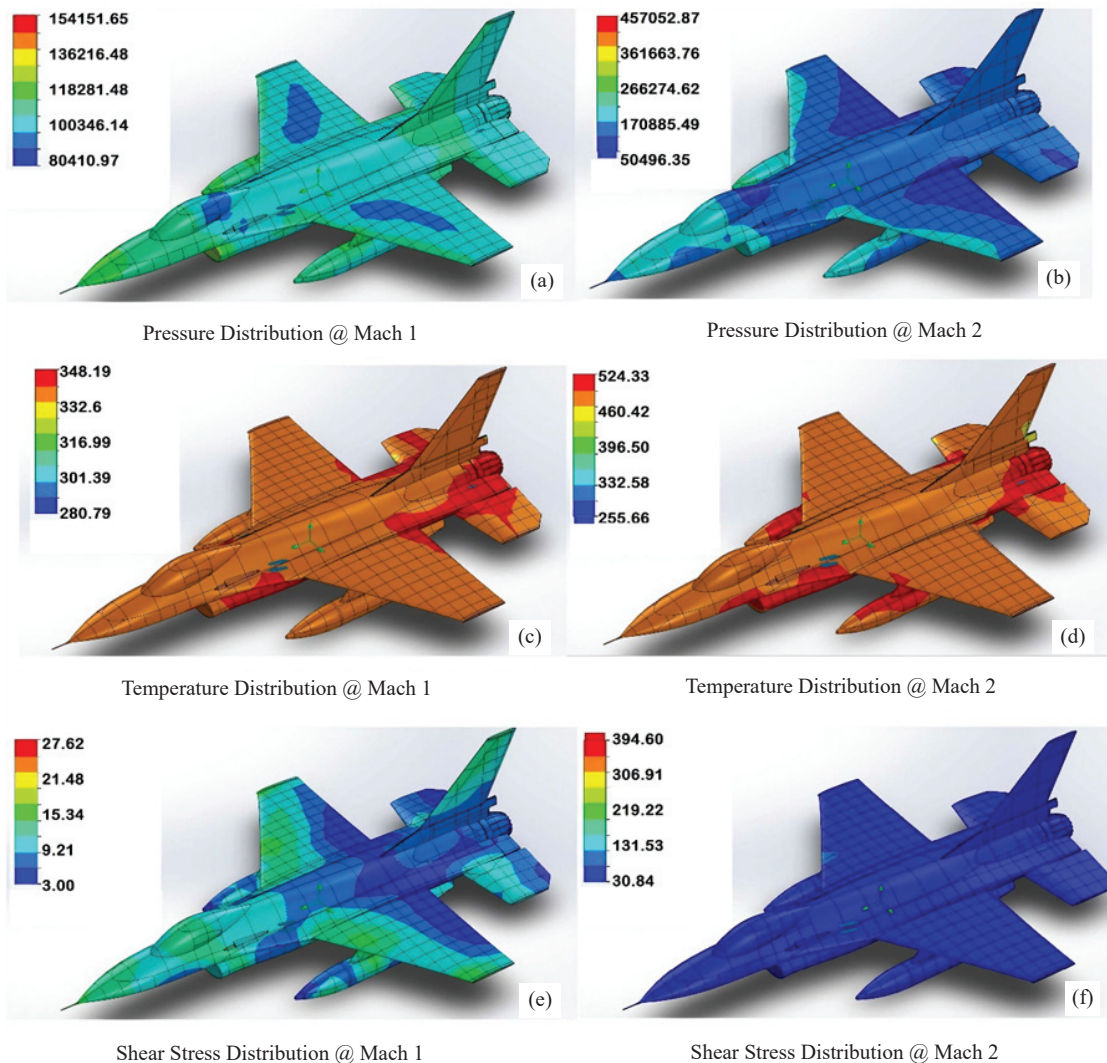 154151.65
136216.48
118281.48
100346.14
80410.97
(a)
Pressure Distribution @ Mach 1
457052.87
361663.76
266274.62
170885.49
50496.35
(b)
Pressure Distribution @ Mach 2
348.19
332.6
316.99
301.39
280.79
(c)
Temperature Distribution @ Mach 1
524.33
460.42
396.50
332.58
255.66
(d)
Temperature Distribution @ Mach 2
27.62
21.48
15.34
9.21
3.00
(e)
Shear Stress Distribution @ Mach 1
394.60
306.91
219.22
131.53
30.84
(f)
Shear Stress Distribution @ Mach 2